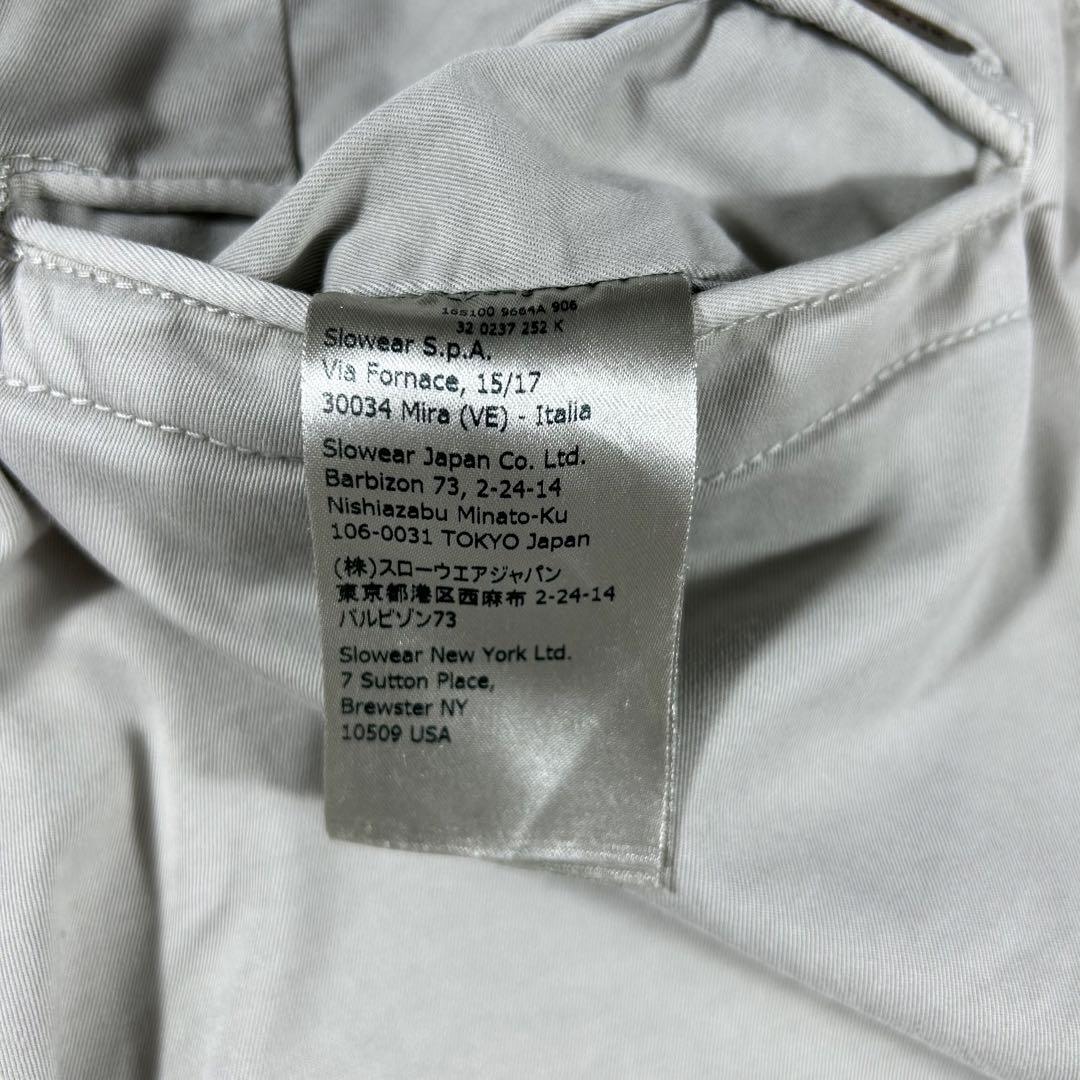 16S100 9664A 906
32 0237 252 K
Slowear S.p.A.
Via Fornace, 15/17
30034 Mira (VE) - Italia
Slowear Japan Co. Ltd.
Barbizon 73, 2-24-14
Nishiazabu Minato-Ku
106-0031 TOKYO Japan
(株)スローウエアジャパン
東京都港区西麻布 2-24-14
バルビゾン73
Slowear New York Ltd.
7 Sutton Place,
Brewster NY
10509 USA